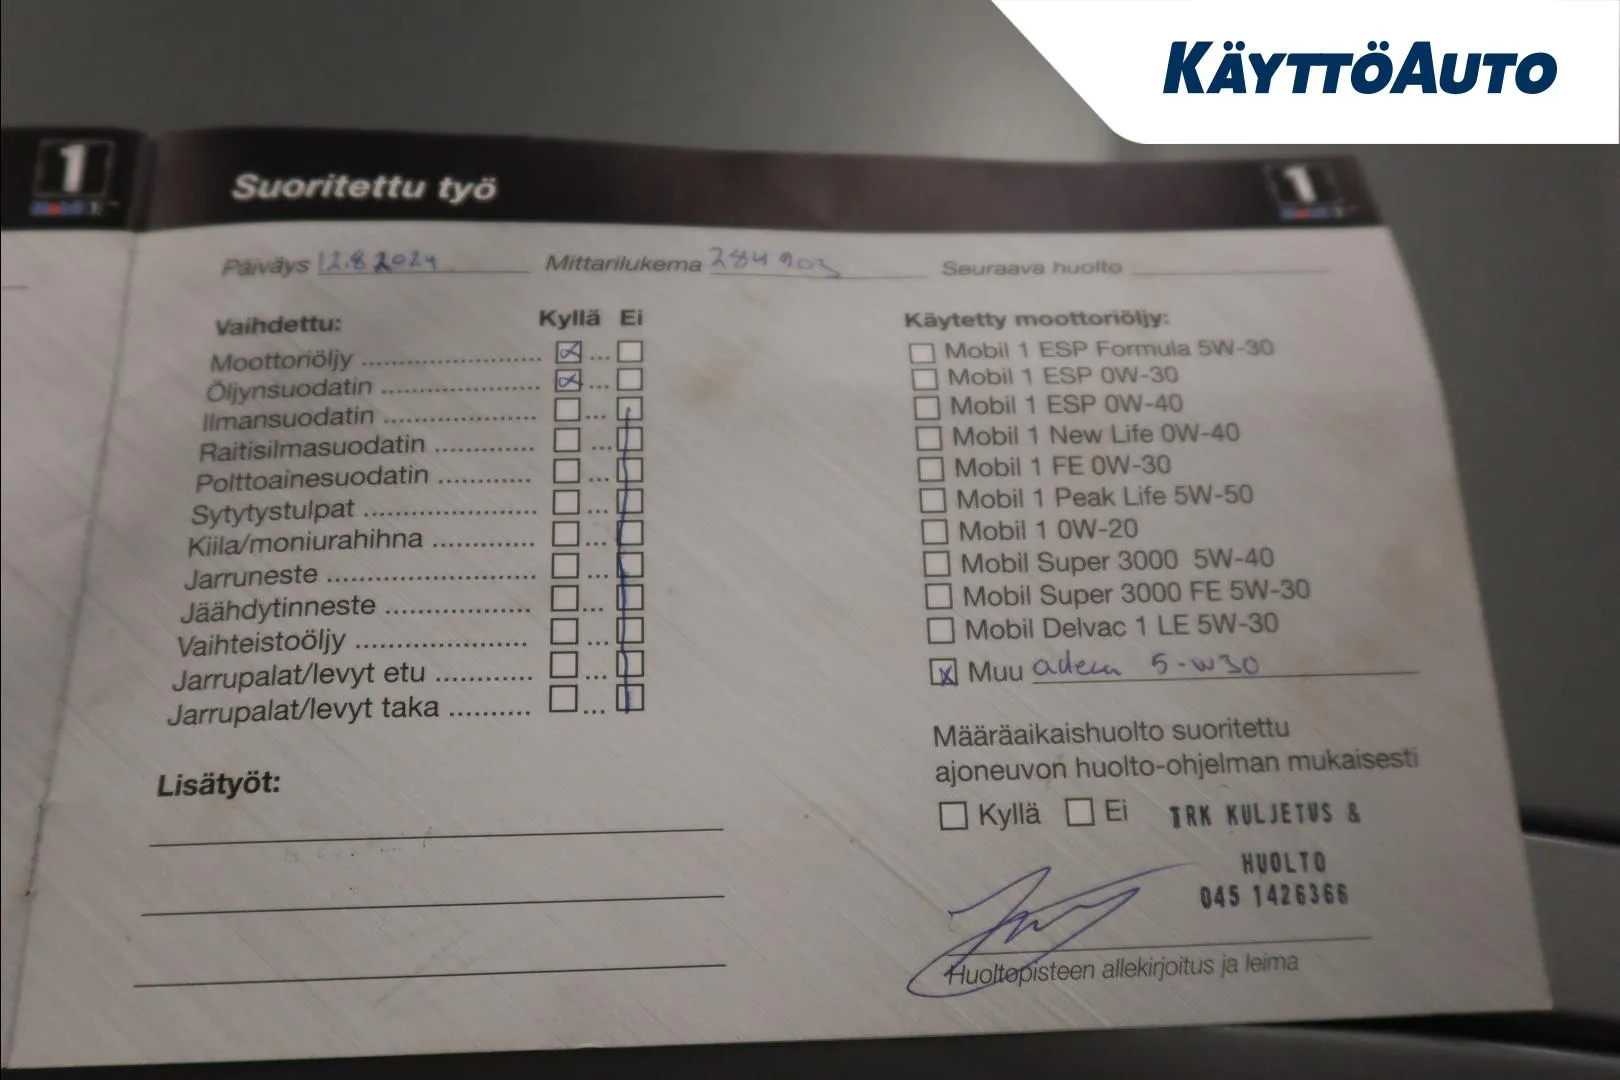 KÄYTTÖAUTO
1
Suoritettu työ
1
Päiväys 12.8.2024 Mittarilukema 284903 Seuraava huolto
Vaihdettu: Kyllä Ei
Moottoriöljy
Öljynsuodatin
Ilmansuodatin
Raitisilmasuodatin
Polttoainesuodatin
Sytytystulpat
Kiila/moniurahihna
Jarruneste
Jäähdytinneste
Vaihteistoöljy
Jarrupalat/levyt etu
Jarrupalat/levyt taka
Lisätyöt:
Käytetty moottoriöljy:
Mobil 1 ESP Formula 5W-30
Mobil 1 ESP 0W-30
Mobil 1 ESP 0W-40
Mobil 1 New Life 0W-40
Mobil 1 FE 0W-30
Mobil 1 Peak Life 5W-50
Mobil 1 0W-20
Mobil Super 3000 5W-40
Mobil Super 3000 FE 5W-30
Mobil Delvac 1 LE 5W-30
Muu 5-W30
Määräaikaishuolto suoritettu
ajoneuvon huolto-ohjelman mukaisesti
Kyllä Ei TRK KULJETUS &
HUOLTO
045 1426366
Huoltopisteen allekirjoitus ja leima